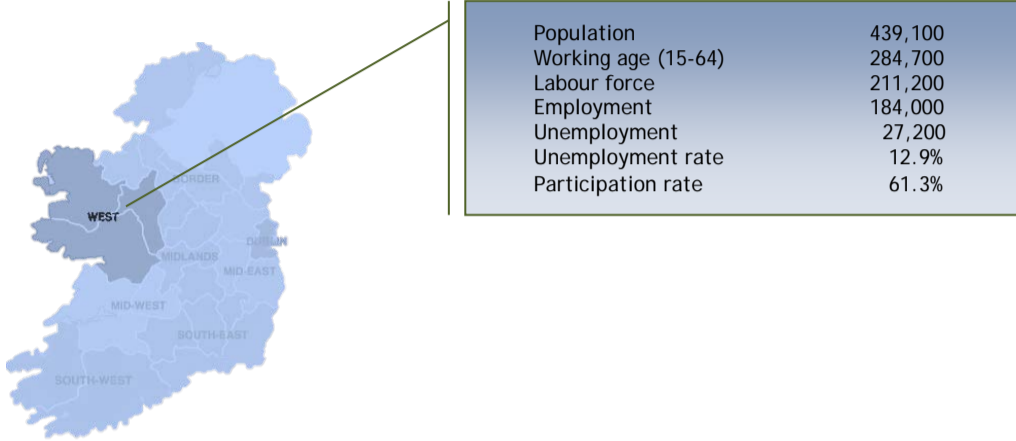 Population 439,100
Working age (15-64) 284,700
Labour force 211,200
Employment 184,000
Unemployment 27,200
Unemployment rate 12.9%
Participation rate 61.3%
BORDER
WEST
DUBLIN
MIDLANDS
MID-EAST
MID-WEST
SOUTH-EAST
SOUTH-WEST